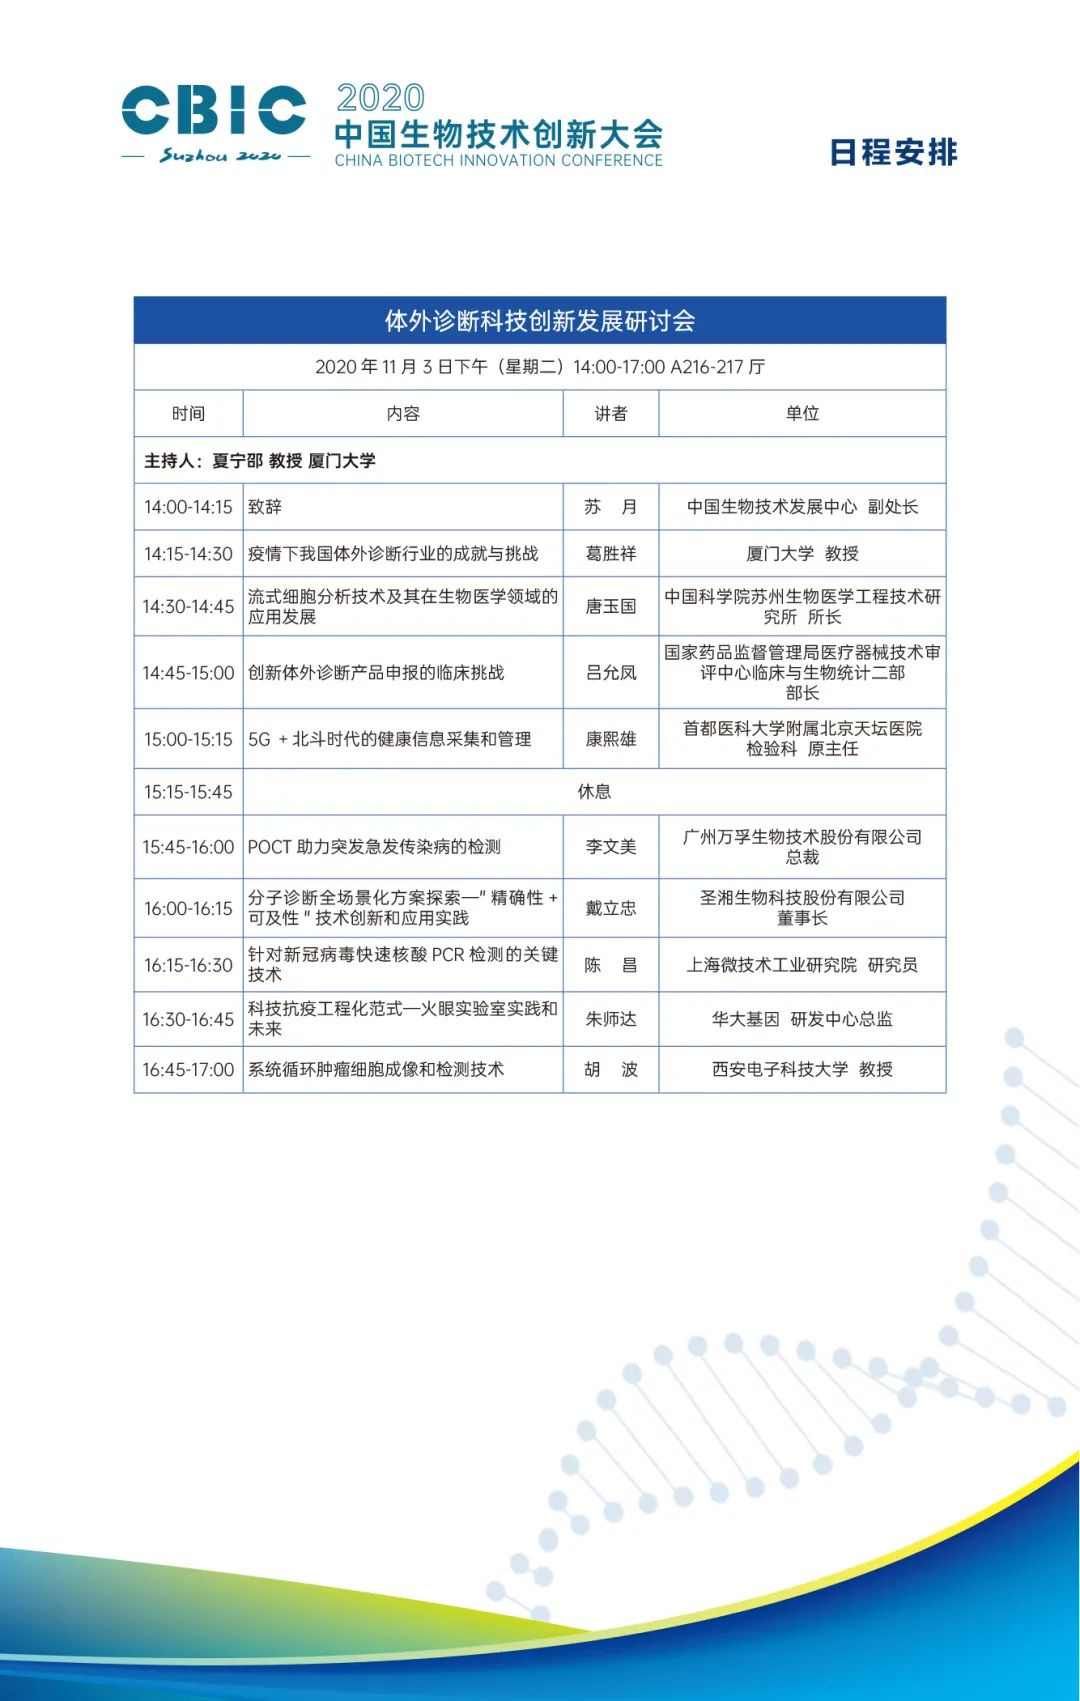 CBIC
Suzhou 2020
2020
中国生物技术创新大会
CHINA BIOTECH INNOVATION CONFERENCE
日程安排
体外诊断科技创新发展研讨会
2020 年 11 月 3 日下午（星期二）14:00-17:00 A216-217 厅
时间 内容 讲者 单位
主持人：夏宁邵 教授 厦门大学
14:00-14:15 致辞 苏 月 中国生物技术发展中心 副处长
14:15-14:30 疫情下我国体外诊断行业的成就与挑战 葛胜祥 厦门大学 教授
14:30-14:45 流式细胞分析技术及其在生物医学领域的
应用发展 唐玉国 中国科学院苏州生物医学工程技术研
究所 所长
14:45-15:00 创新体外诊断产品申报的临床挑战 吕允凤 国家药品监督管理局医疗器械技术审
评中心临床与生物统计二部
部长
15:00-15:15 5G + 北斗时代的健康信息采集和管理 康熙雄 首都医科大学附属北京天坛医院
检验科 原主任
15:15-15:45 休息
15:45-16:00 POCT 助力突发急发传染病的检测 李文美 广州万孚生物技术股份有限公司
总裁
16:00-16:15 分子诊断全场景化方案探索—" 精确性 +
可及性 " 技术创新和应用实践 戴立忠 圣湘生物科技股份有限公司
董事长
16:15-16:30 针对新冠病毒快速核酸 PCR 检测的关键
技术 陈 昌 上海微技术工业研究院 研究员
16:30-16:45 科技抗疫工程化范式—火眼实验室实践和
未来 朱师达 华大基因 研发中心总监
16:45-17:00 系统循环肿瘤细胞成像和检测技术 胡 波 西安电子科技大学 教授